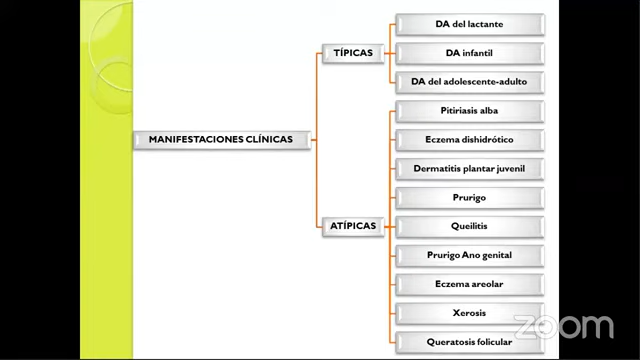 MANIFESTACIONES CLÍNICAS
TÍPICAS
DA del lactante
DA infantil
DA del adolescente-adulto
ATÍPICAS
Pitiriasis alba
Eczema dishidrótico
Dermatitis plantar juvenil
Prurigo
Queilitis
Prurigo Ano genital
Eczema areolar
Xerosis
Queratosis folicular
zoom